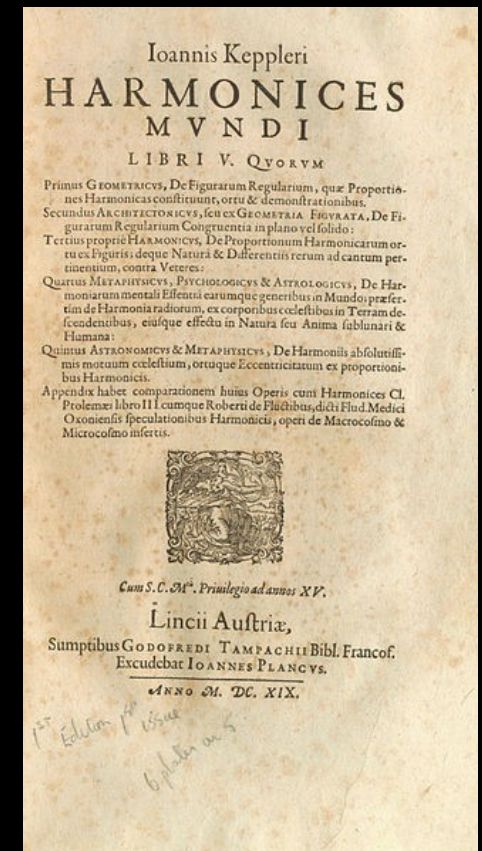 Ioannis Keppleri
HARMONICES
MVNDI
LIBRI V. QVORVM
Primus GEOMETRICVS, De Figurarum Regularium, quæ Proportio-
nes Harmonicas constituunt, ortu & demonstrationibus.
Secundus ARCHITECTONICVS, seu ex GEOMETRIA FIGVRATA, De Fi-
gurarum Regularium Congruentia in plano vel solido:
Tertius propriè HARMONICVS, De Proportionum Harmonicarum or-
tu ex Figuris; deque Naturâ & Differentiis rerum ad cantum per-
tinentium, contra Veteres:
Quartus METAPHYSICVS, PSYCHOLOGICVS & ASTROLOGICVS, De Har-
moniarum mentali Essentiâ earumque generibus in Mundo; præser-
tim de Harmonia radiorum, ex corporibus cœlestibus in Terram de-
scendentibus, eiusque effectu in Natura seu Anima sublunari &
Humana:
Quintus ASTRONOMICVS & METAPHYSICVS, De Harmoniis absolutissi-
mis motuum cœlestium, ortuque Eccentricitatum ex proportioni-
bus Harmonicis.
Appendix habet comparationem huius Operis cum Harmonices Cl.
Ptolemæi libro III cumque Roberti de Fluctibus, dicti Flud. Medici
Oxoniensis speculationibus Harmonicis, operi de Macrocosmo &
Microcosmo insertis.
Cum S.C.Mtis. Priuilegio ad annos XV.
Lincii Austriæ,
Sumptibus GODOFREDI TAMPACHII Bibl. Francof.
Excudebat IOANNES PLANCVS.
ANNO M. DC. XIX.
1ST Edition 1st issue
6 plates